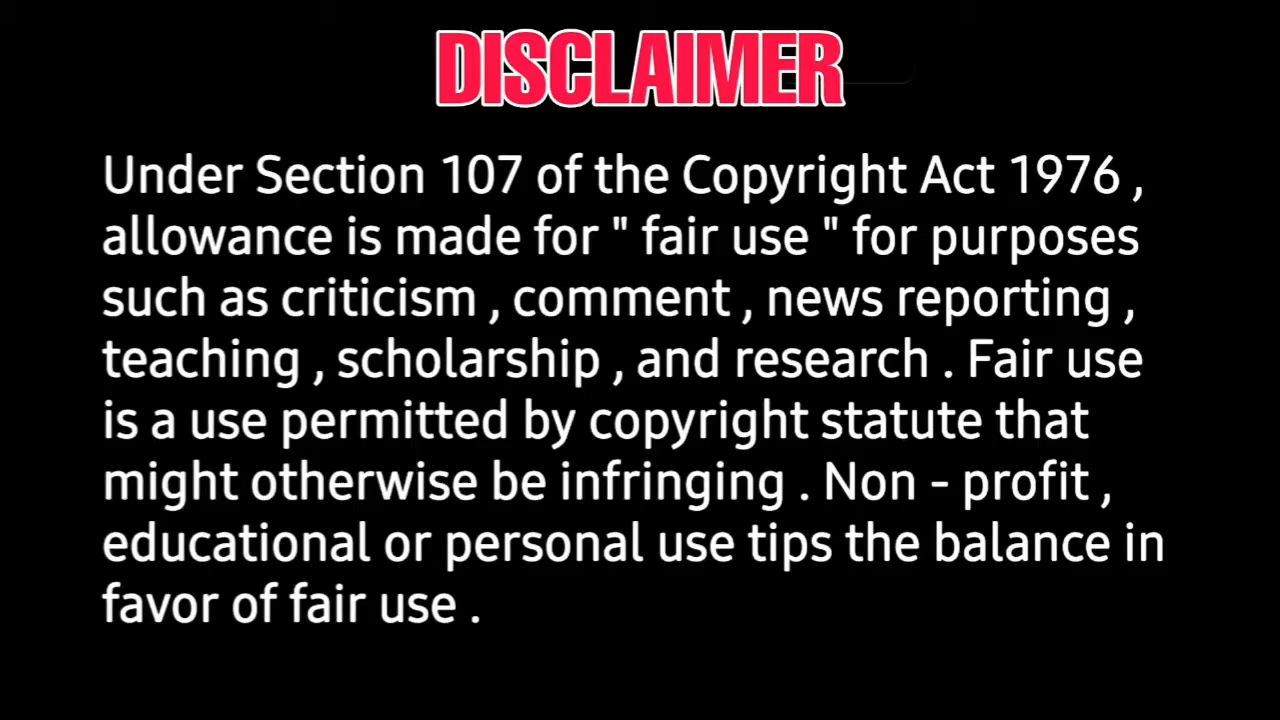 DISCLAIMER
Under Section 107 of the Copyright Act 1976 ,
allowance is made for " fair use " for purposes
such as criticism , comment , news reporting ,
teaching , scholarship , and research . Fair use
is a use permitted by copyright statute that
might otherwise be infringing . Non - profit ,
educational or personal use tips the balance in
favor of fair use .